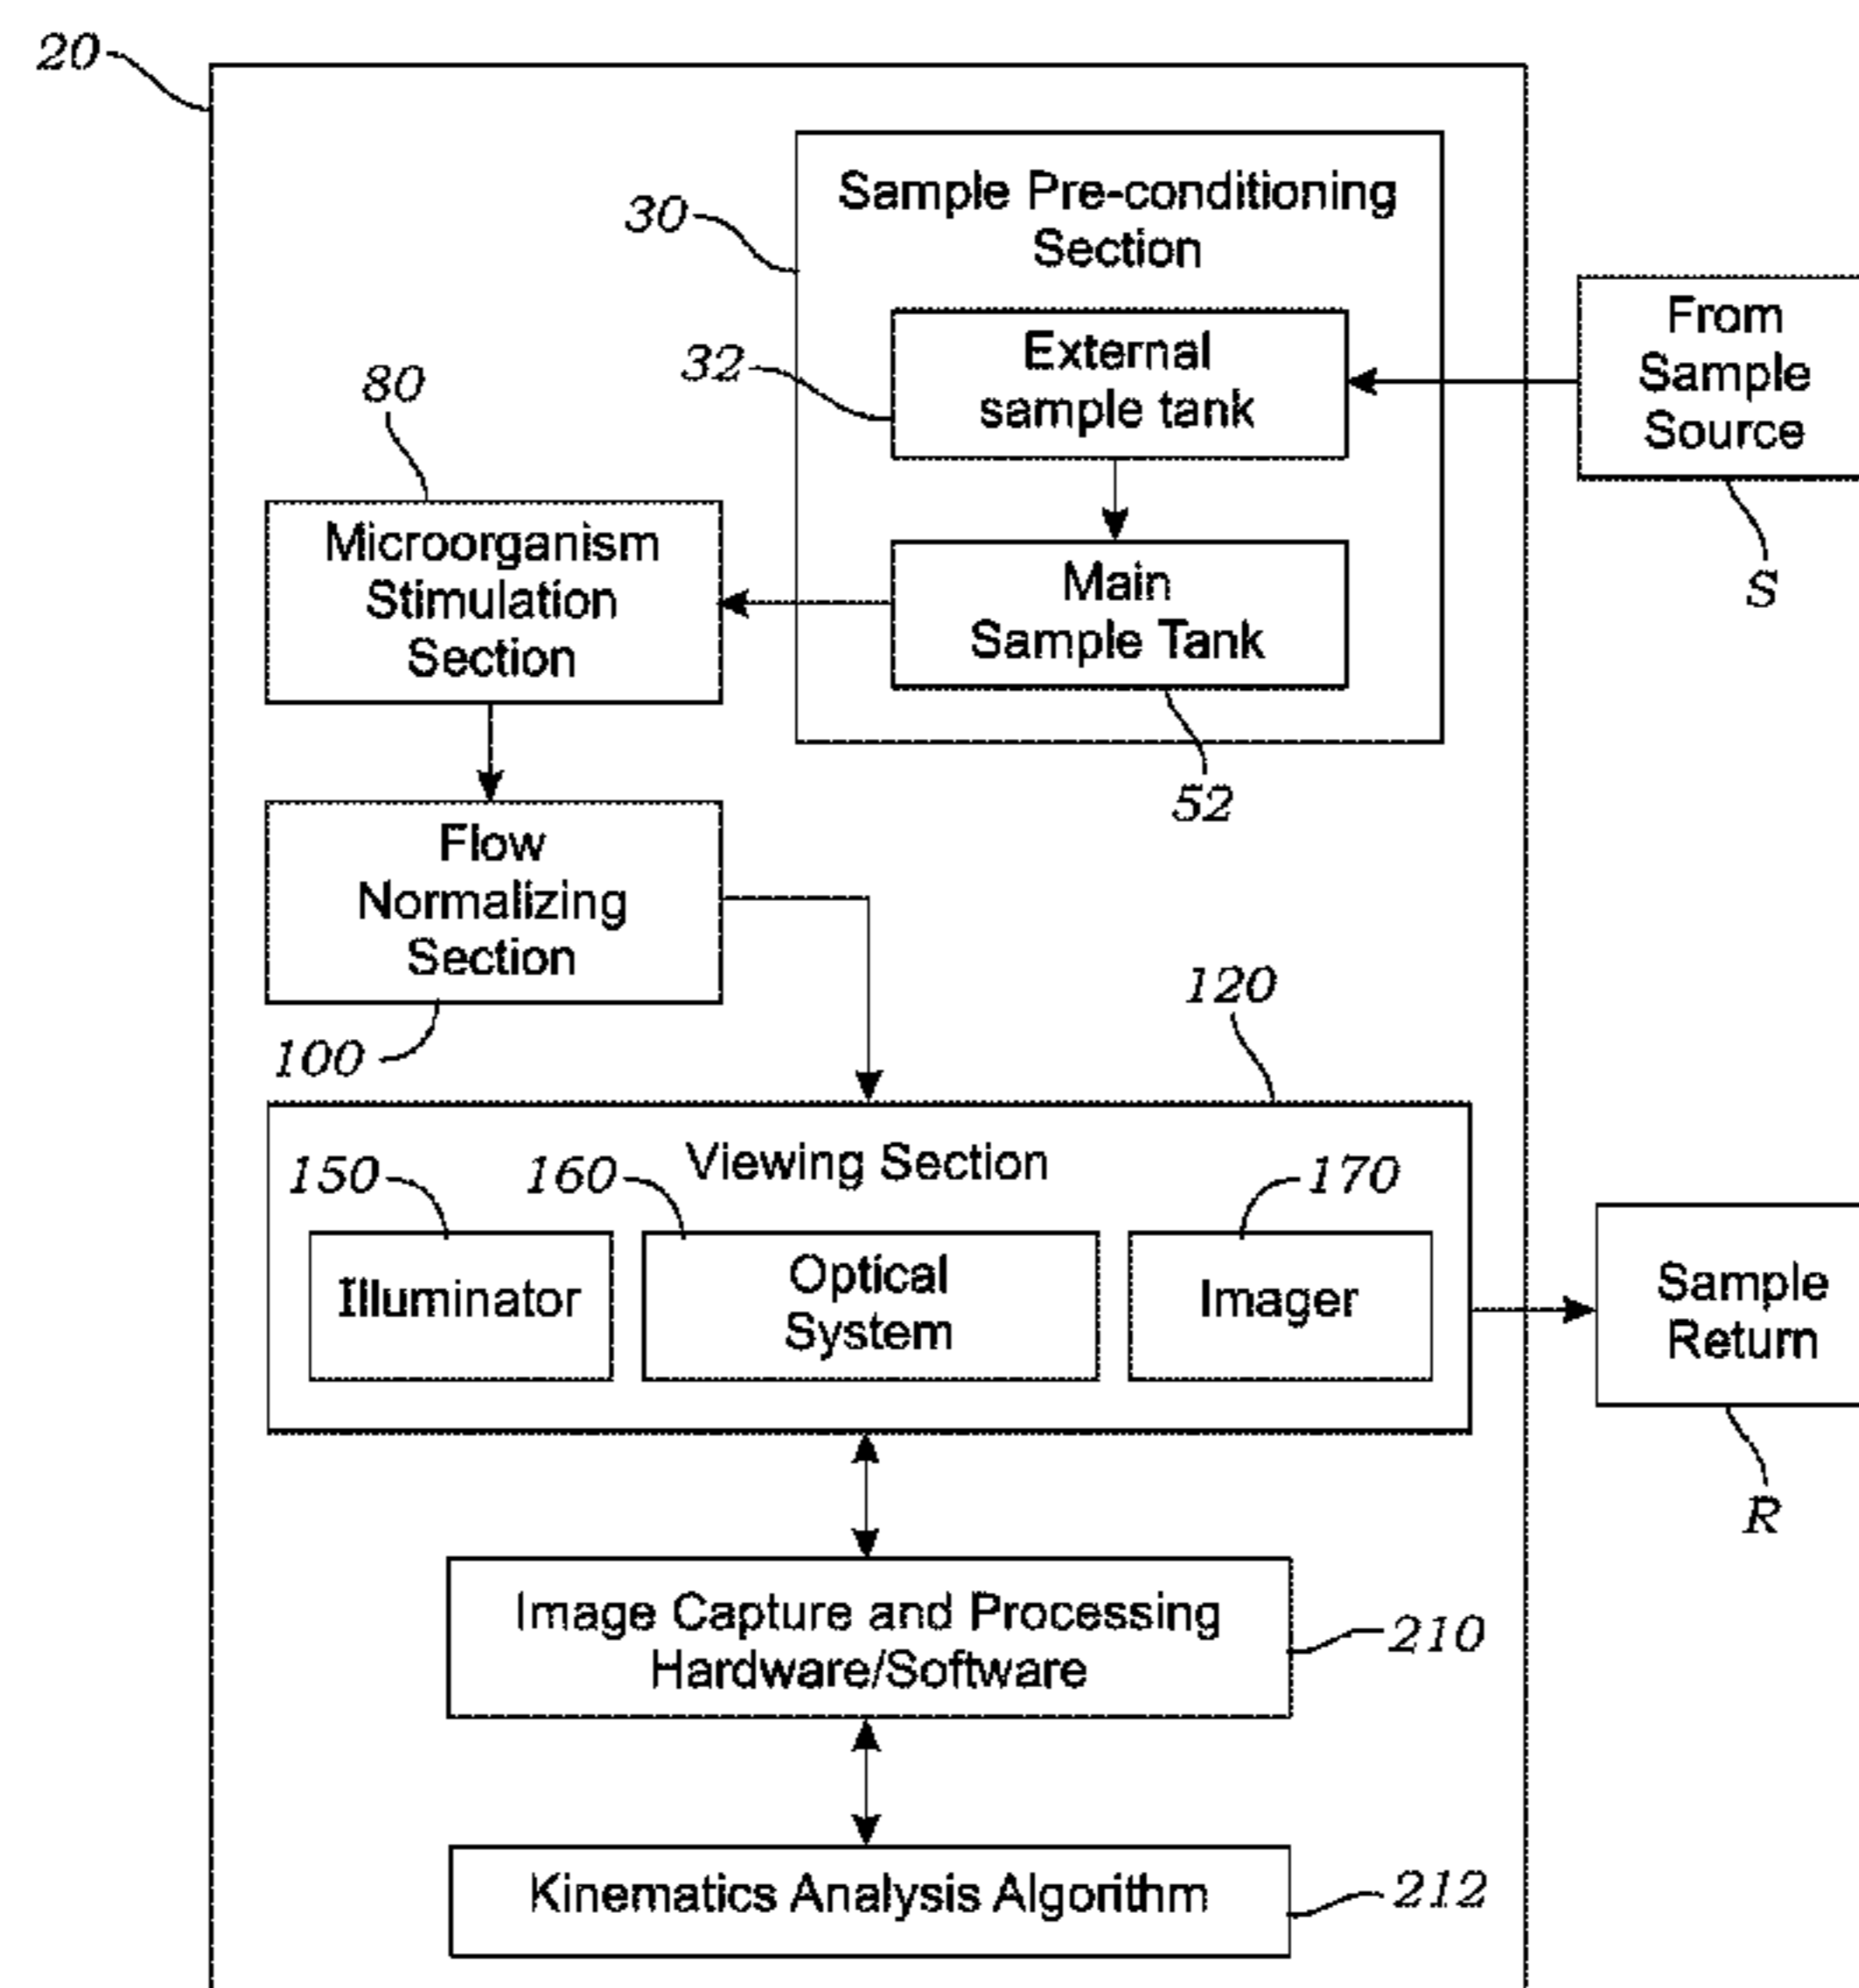 20
Sample Pre-conditioning
Section
30
External
sample tank
32
From
Sample
Source
S
80
Microorganism
Stimulation
Section
Main
Sample Tank
52
Flow
Normalizing
Section
100
120
Viewing Section
150
160
170
Illuminator
Optical
System
Imager
Sample
Return
R
Image Capture and Processing
Hardware/Software
210
Kinematics Analysis Algorithm
212